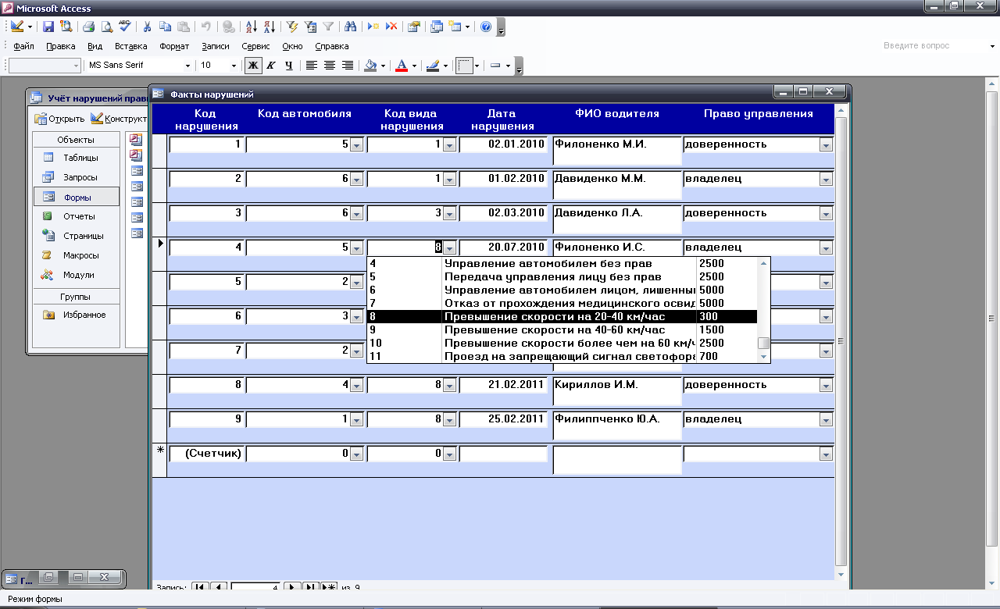 Microsoft Access
Файл Правка Вид Вставка Формат Записи Сервис Окно Справка
Введите вопрос
MS Sans Serif 10 Ж К Ч
Учёт нарушений прав
Открыть Конструкт
Объекты
Таблицы
Запросы
Формы
Отчеты
Страницы
Макросы
Модули
Группы
Избранное
Факты нарушений
Код нарушения Код автомобиля Код вида нарушения Дата нарушения ФИО водителя Право управления
1 5 1 02.01.2010 Филоненко М.И. доверенность
2 6 1 01.02.2010 Давиденко М.М. владелец
3 6 3 02.03.2010 Давиденко Л.А. доверенность
4 5 8 20.07.2010 Филоненко И.С. владелец
4 Управление автомобилем без прав 2500
5 Передача управления лицу без прав 2500
6 Управление автомобилем лицом, лишенны 5000
7 Отказ от прохождения медицинского осви 5000
8 Превышение скорости на 20-40 км/час 300
9 Превышение скорости на 40-60 км/час 1500
10 Превышение скорости более чем на 60 км/ч 2500
11 Проезд на запрещающий сигнал светофора 700
5 2
6 3
7 2
8 4 8 21.02.2011 Кириллов И.М. доверенность
9 1 8 25.02.2011 Филиппченко Ю.А. владелец
(Счетчик) 0 0
Запись: 4 из 9
Г...
Режим формы